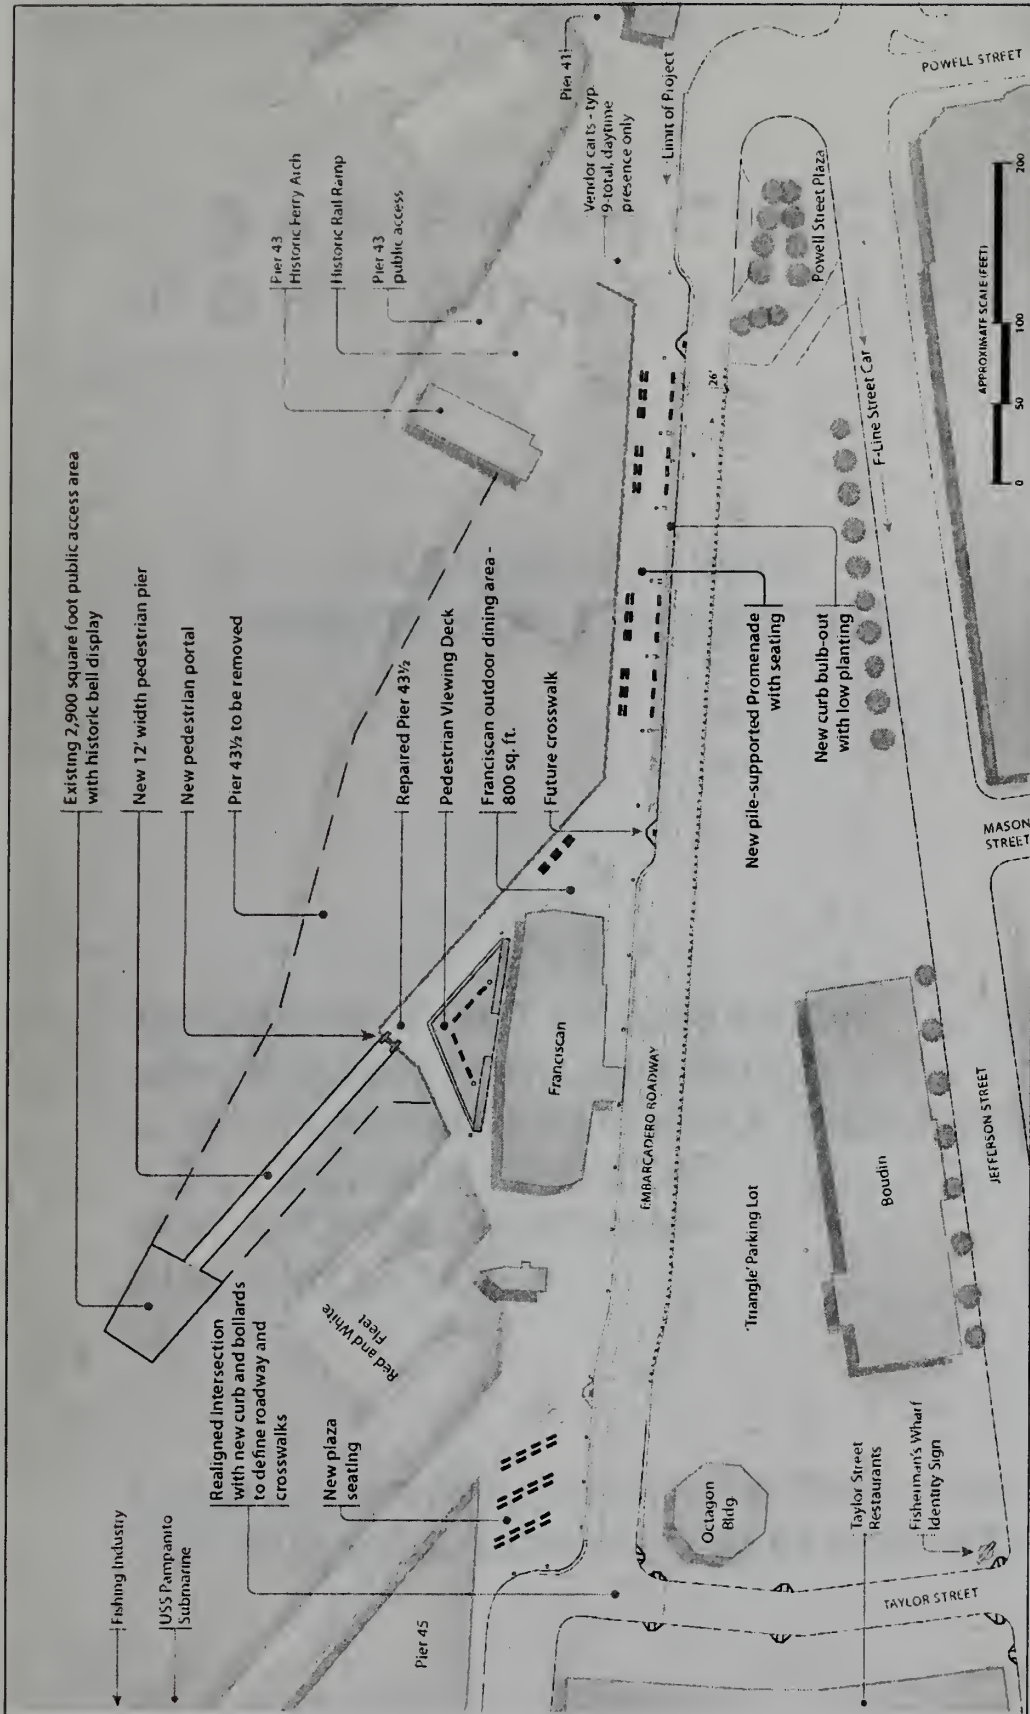 Existing 2,900 square foot public access area
with historic bell display
New 12' width pedestrian pier
New pedestrian portal
Pier 43½ to be removed
Repaired Pier 43½
Pedestrian Viewing Deck
Franciscan outdoor dining area -
800 sq. ft.
Future crosswalk
Pier 43
Historic Ferry Arch
Historic Rail Ramp
Pier 43
public access
Pier 41
Vendor carts - typ.
9-total, daytime
presence only
Limit of Project
Fishing Industry
USS Pampanito
Submarine
Realigned intersection
with new curb and bollards
to define roadway and
crosswalks
New plaza
seating
Pier 45
Red and White
Fleet
Franciscan
EMBARCADERO ROADWAY
New pile-supported Promenade
with seating
New curb bulb-out
with low planting
26'
Powell Street Plaza
POWELL STREET
F-Line Street Car
'Triangle' Parking Lot
Octagon
Bldg.
Boudin
Taylor Street
Restaurants
Fisherman's Wharf
Identity Sign
TAYLOR STREET
JEFFERSON STREET
MASON
STREET
APPROXIMATE SCALE (FEET)
0
50
100
200